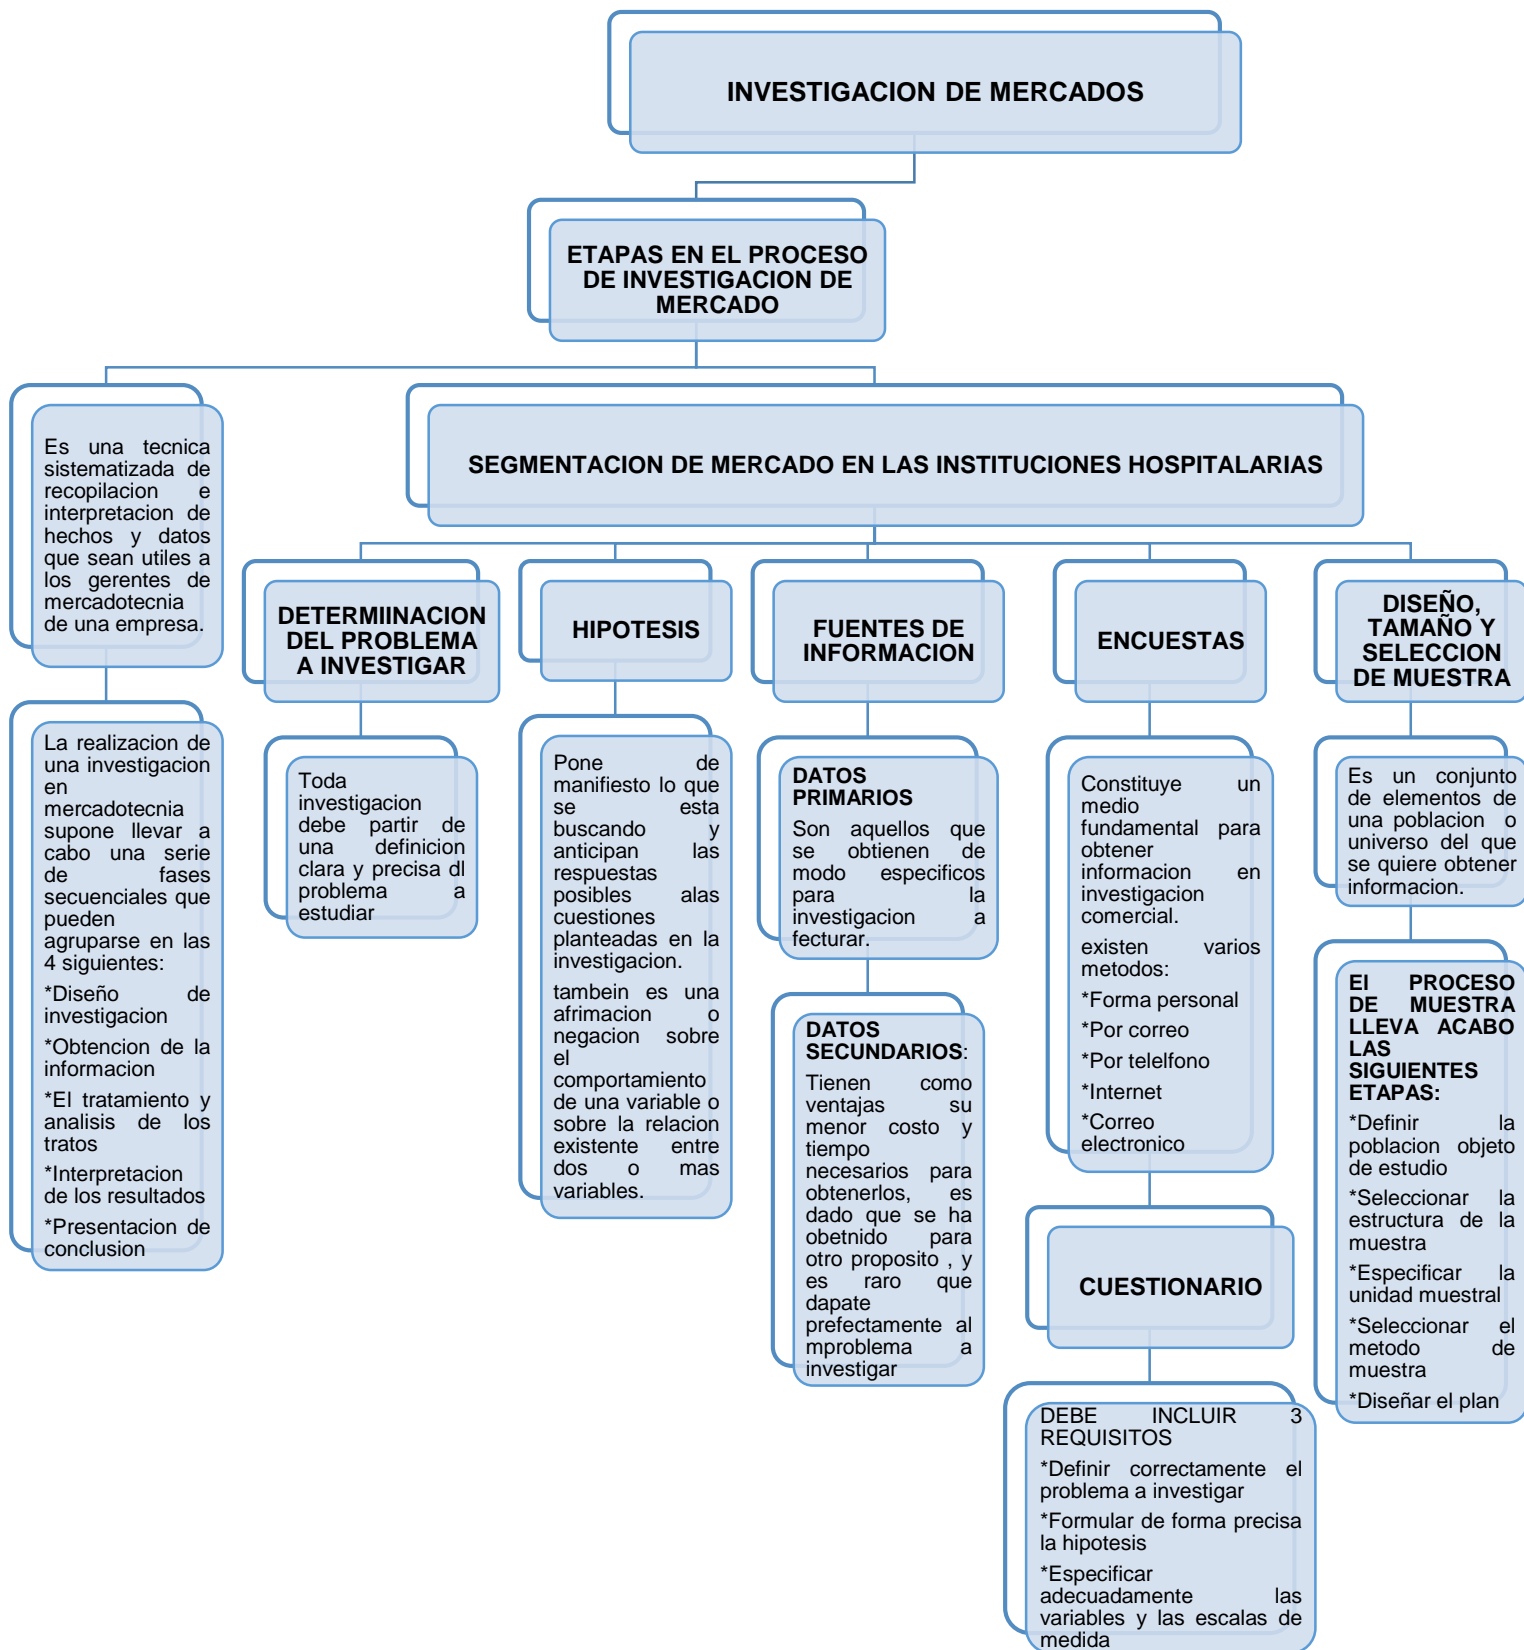 INVESTIGACION DE MERCADOS
ETAPAS EN EL PROCESO
DE INVESTIGACION DE
MERCADO
Es una tecnica
sistematizada de
recopilacion e
interpretacion de
hechos y datos
que sean utiles a
los gerentes de
mercadotecnia
de una empresa.
La realizacion de
una investigacion
en
mercadotecnia
supone llevar a
cabo una serie
de fases
secuenciales que
pueden
agruparse en las
4 siguientes:
*Diseño de
investigacion
*Obtencion de la
informacion
*El tratamiento y
analisis de los
tratos
*Interpretacion
de los resultados
*Presentacion de
conclusion
SEGMENTACION DE MERCADO EN LAS INSTITUCIONES HOSPITALARIAS
DETERMIINACION
DEL PROBLEMA
A INVESTIGAR
Toda
investigacion
debe partir de
una definicion
clara y precisa dl
problema a
estudiar
HIPOTESIS
Pone de
manifiesto lo que
se esta
buscando y
anticipan las
respuestas
posibles alas
cuestiones
planteadas en la
investigacion.
tambein es una
afrimacion o
negacion sobre
el
comportamiento
de una variable o
sobre la relacion
existente entre
dos o mas
variables.
FUENTES DE
INFORMACION
DATOS
PRIMARIOS
Son aquellos que
se obtienen de
modo especificos
para la
investigacion a
fecturar.
DATOS
SECUNDARIOS:
Tienen como
ventajas su
menor costo y
tiempo
necesarios para
obtenerlos, es
dado que se ha
obetnido para
otro proposito , y
es raro que
dapate
prefectamente al
mproblema a
investigar
ENCUESTAS
Constituye un
medio
fundamental para
obtener
informacion en
investigacion
comercial.
existen varios
metodos:
*Forma personal
*Por correo
*Por telelfono
*Internet
*Correo
electronico
CUESTIONARIO
DEBE INCLUIR 3
REQUISITOS
*Definir correctamente el
problema a investigar
*Formular de forma precisa
la hipotesis
*Especificar
adecuadamente las
variables y las escalas de
medida
DISEÑO,
TAMAÑO Y
SELECCION
DE MUESTRA
Es un conjunto
de elementos de
una poblacion o
universo del que
se quiere obtener
informacion.
El PROCESO
DE MUESTRA
LLEVA ACABO
LAS
SIGUIENTES
ETAPAS:
*Definir la
poblacion objeto
de estudio
*Seleccionar la
estructura de la
muestra
*Especificar la
unidad muestral
*Seleccionar el
metodo de
muestra
*Diseñar el plan